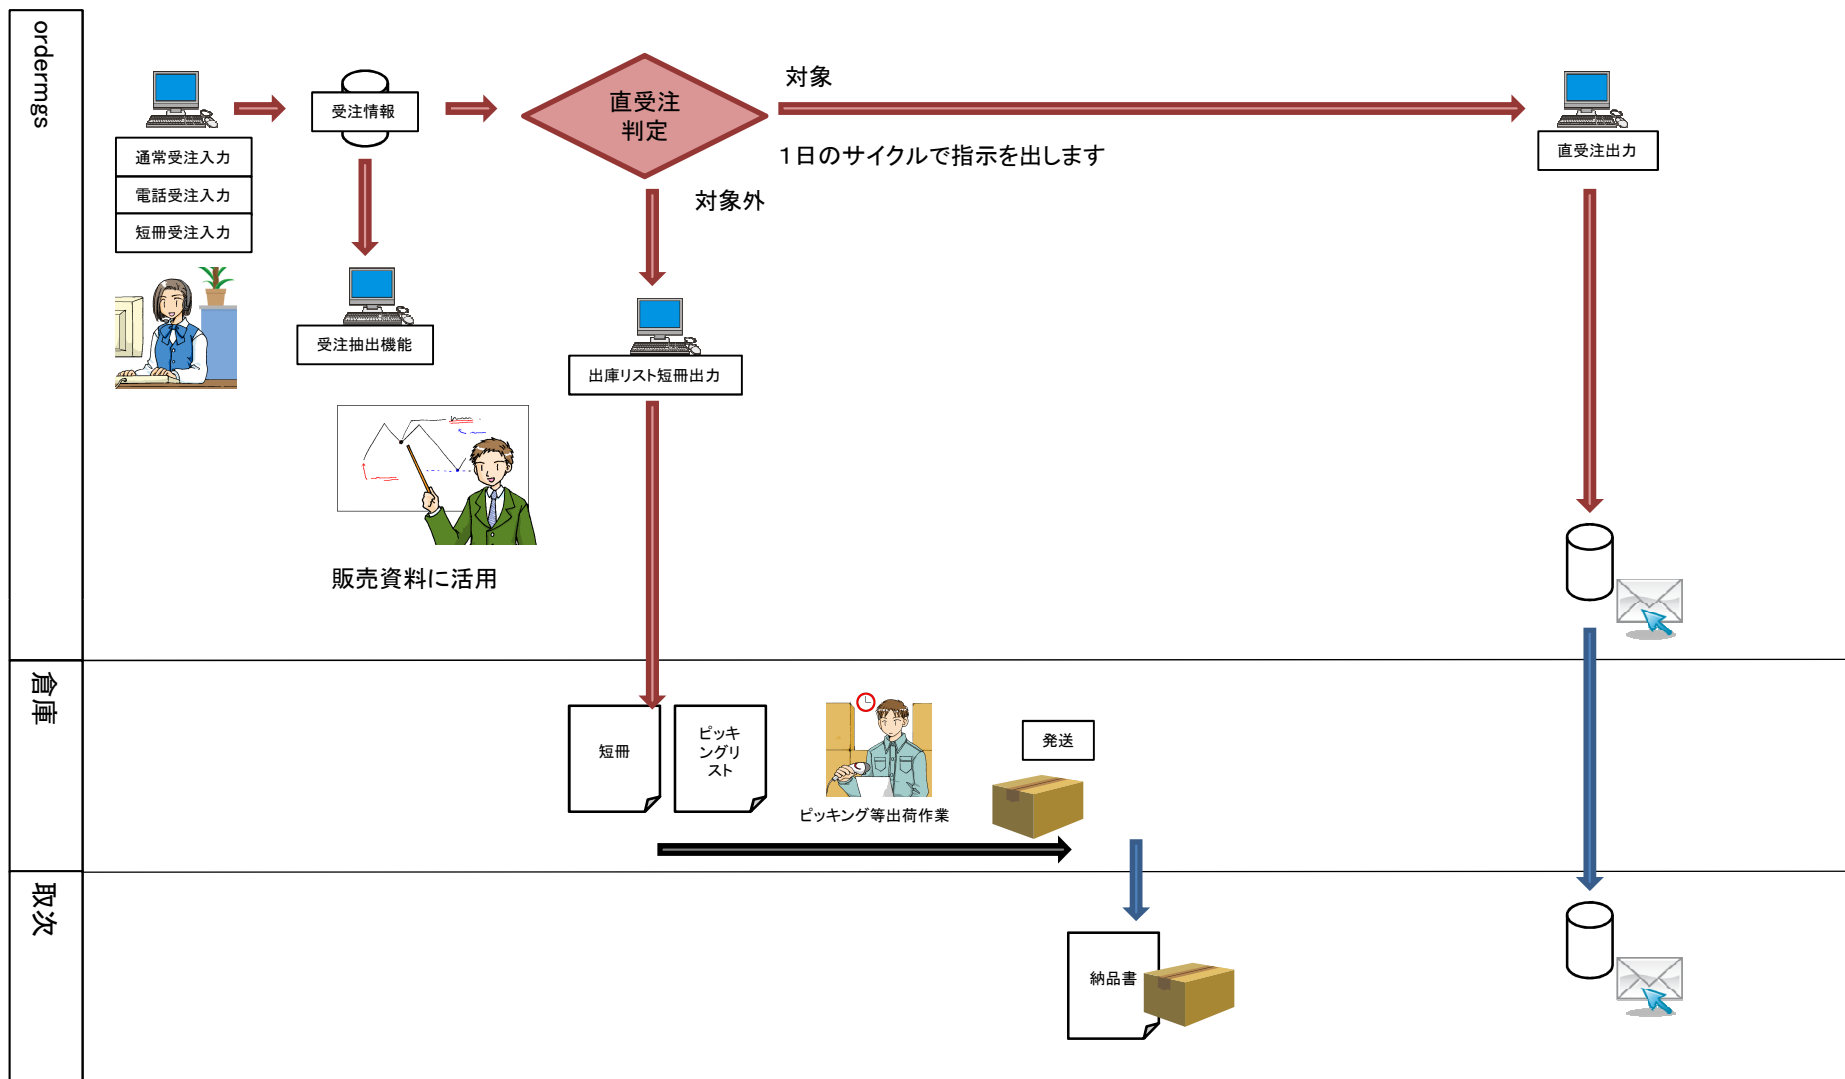 ordermgs
対象
受注情報
直受注
判定
通常受注入力
電話受注入力
短冊受注入力
1日のサイクルで指示を出します
直受注出力
対象外
受注抽出機能
出庫リスト短冊出力
販売資料に活用
倉庫
短冊
ピッキ
ングリ
スト
発送
ピッキング等出荷作業
取次
納品書